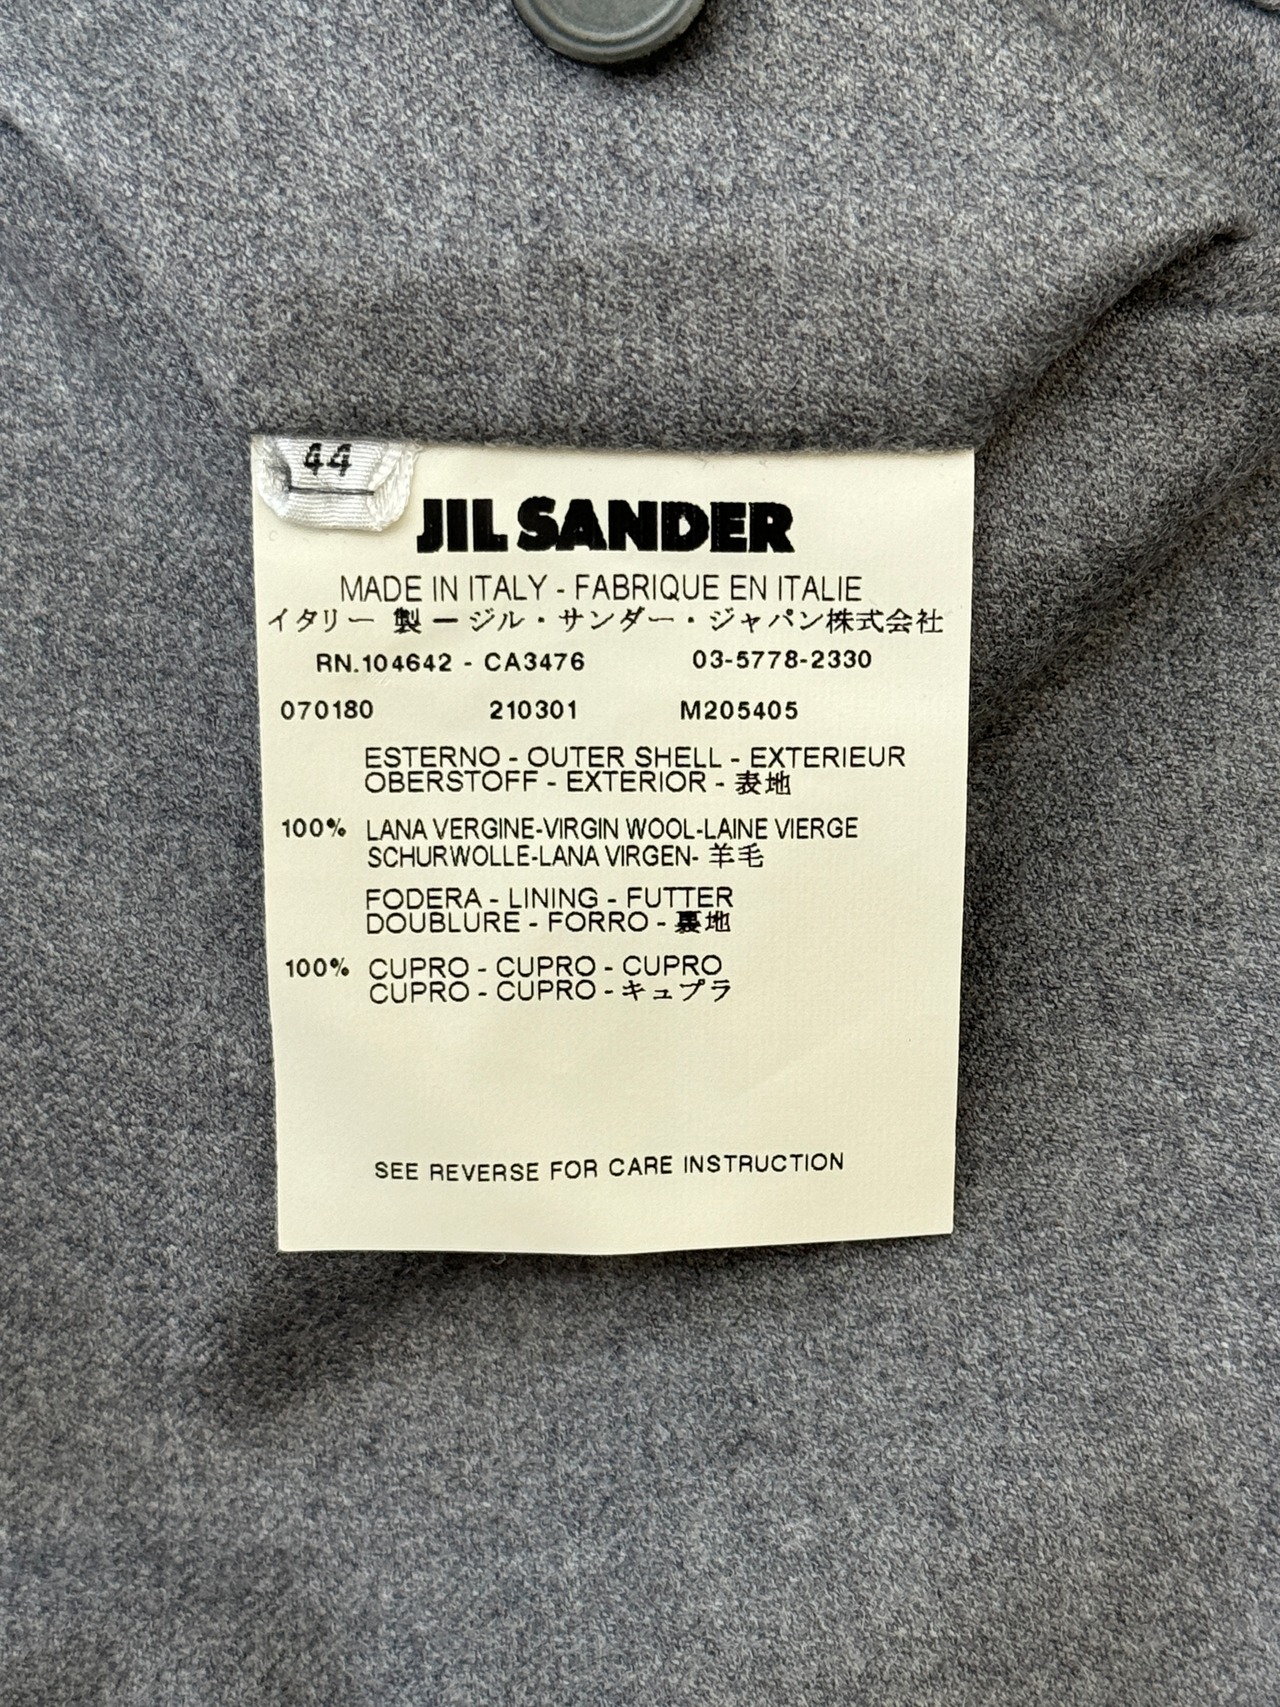 44
JIL SANDER
MADE IN ITALY - FABRIQUE EN ITALIE
イタリー 製 ー ジル・サンダー・ジャパン株式会社
RN.104642 - CA3476 03-5778-2330
070180 210301 M205405
ESTERNO - OUTER SHELL - EXTERIEUR
OBERSTOFF - EXTERIOR - 表地
100% LANA VERGINE-VIRGIN WOOL-LAINE VIERGE
SCHURWOLLE-LANA VIRGEN- 羊毛
FODERA - LINING - FUTTER
DOUBLURE - FORRO - 裏地
100% CUPRO - CUPRO - CUPRO
CUPRO - CUPRO - キュプラ
SEE REVERSE FOR CARE INSTRUCTION